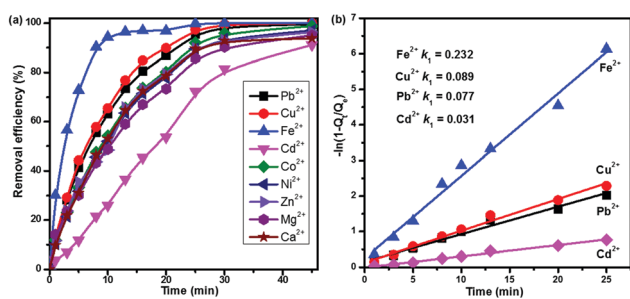 (a)
Removal efficiency (%)
100
80
60
40
20
0
Pb²⁺
Cu²⁺
Fe²⁺
Cd²⁺
Co²⁺
Ni²⁺
Zn²⁺
Mg²⁺
Ca²⁺
0 10 20 30 40
Time (min)
(b)
-ln(1-Qt/Qe)
7
6
5
4
3
2
1
0
Fe²⁺ k₁ = 0.232
Cu²⁺ k₁ = 0.089
Pb²⁺ k₁ = 0.077
Cd²⁺ k₁ = 0.031
Fe²⁺
Cu²⁺
Pb²⁺
Cd²⁺
0 5 10 15 20 25
Time (min)